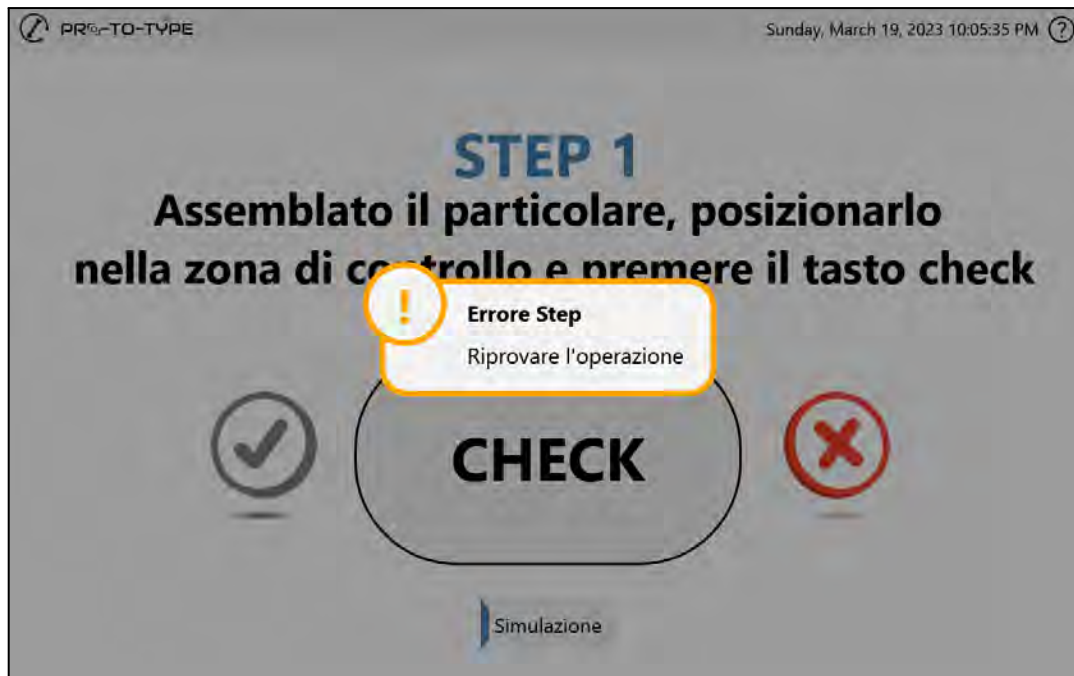 PRO-TO-TYPE
Sunday, March 19, 2023 10:05:35 PM ?
STEP 1
Assemblato il particolare, posizionarlo
nella zona di controllo e premere il tasto check
!
Errore Step
Riprovare l'operazione
CHECK
Simulazione